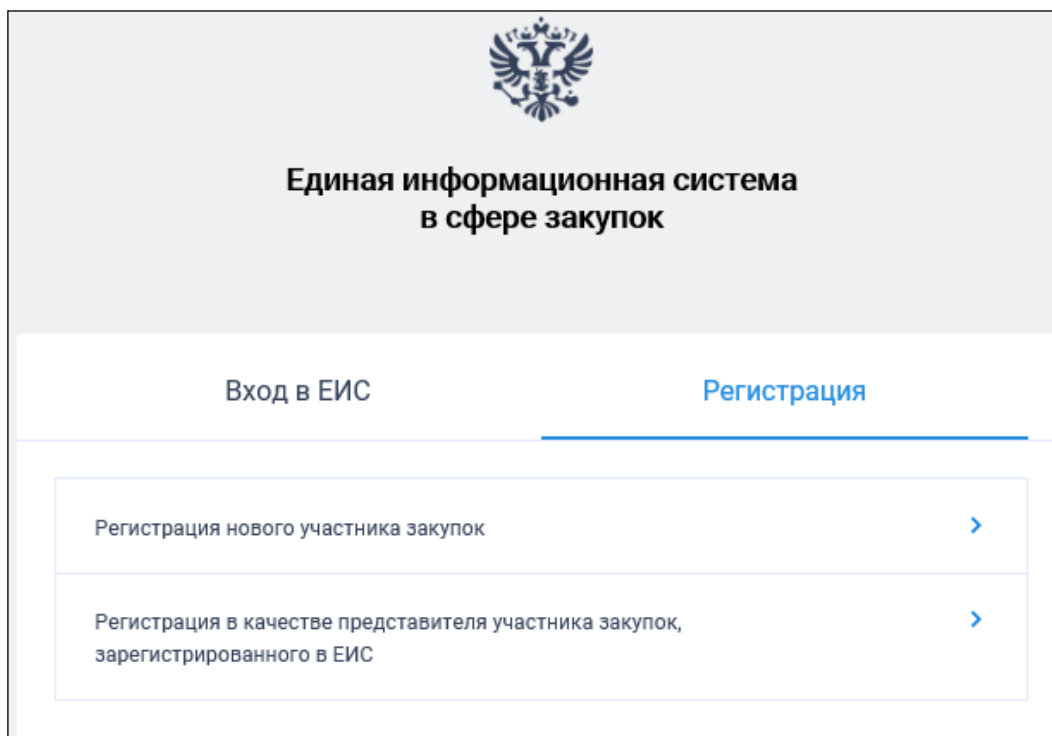 Единая информационная система
в сфере закупок
Вход в ЕИС
Регистрация
Регистрация нового участника закупок
Регистрация в качестве представителя участника закупок,
зарегистрированного в ЕИС